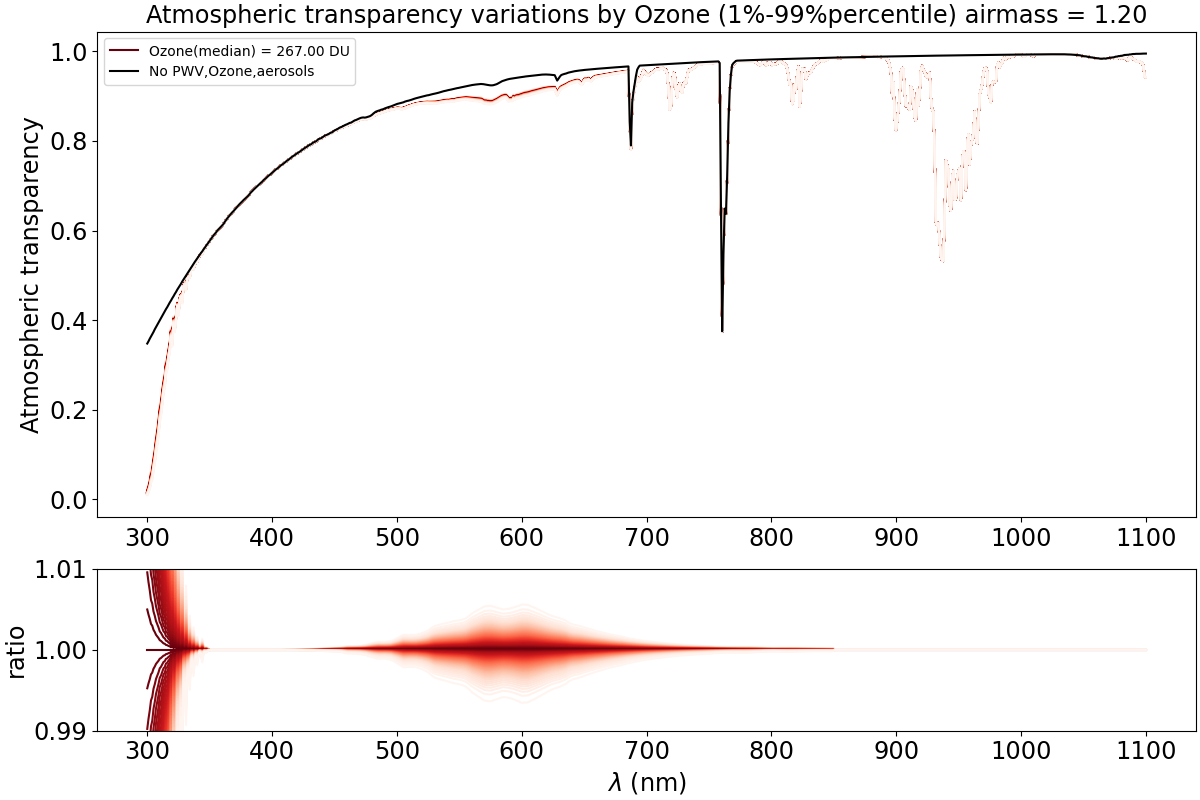 Atmospheric transparency variations by Ozone (1%-99%percentile) airmass = 1.20
Atmospheric transparency
1.0
0.8
0.6
0.4
0.2
0.0
Ozone(median) = 267.00 DU
No PWV,Ozone,aerosols
300 400 500 600 700 800 900 1000 1100
ratio
1.01
1.00
0.99
300 400 500 600 700 800 900 1000 1100
λ (nm)